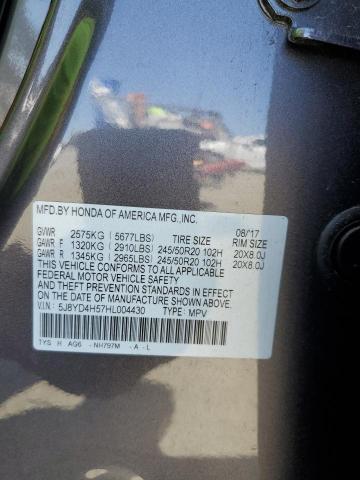 MFD.BY HONDA OF AMERICA MFG.,INC. 08/'17
GVWR 2575KG (5677LBS) TIRE SIZE RIM SIZE
GAWR F 1320KG (2910LBS) 245/50R20 102H 20X8.0J
GAWR R 1345KG (2965LBS) 245/50R20 102H 20X8.0J
THIS VEHICLE CONFORMS TO ALL APPLICABLE
FEDERAL MOTOR VEHICLE SAFETY
AND THEFT PREVENTION STANDARDS IN EFFECT
ON THE DATE OF MANUFACTURE SHOWN ABOVE.
V.I.N.: 5J8YD4H57HL004430 TYPE: MPV
TYS H AG6 - NH797M - A - L